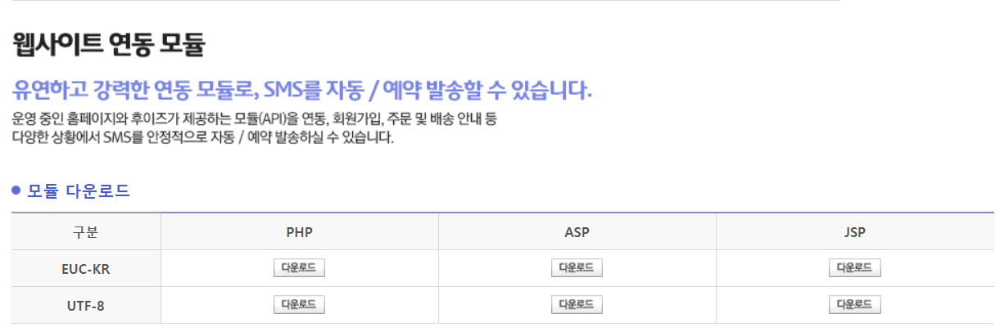 웹사이트 연동 모듈
유연하고 강력한 연동 모듈로, SMS를 자동 / 예약 발송할 수 있습니다.
운영 중인 홈페이지와 후이즈가 제공하는 모듈(API)을 연동, 회원가입, 주문 및 배송 안내 등
다양한 상황에서 SMS를 안정적으로 자동 / 예약 발송하실 수 있습니다.
모듈 다운로드
구분 PHP ASP JSP
EUC-KR 다운로드 다운로드 다운로드
UTF-8 다운로드 다운로드 다운로드